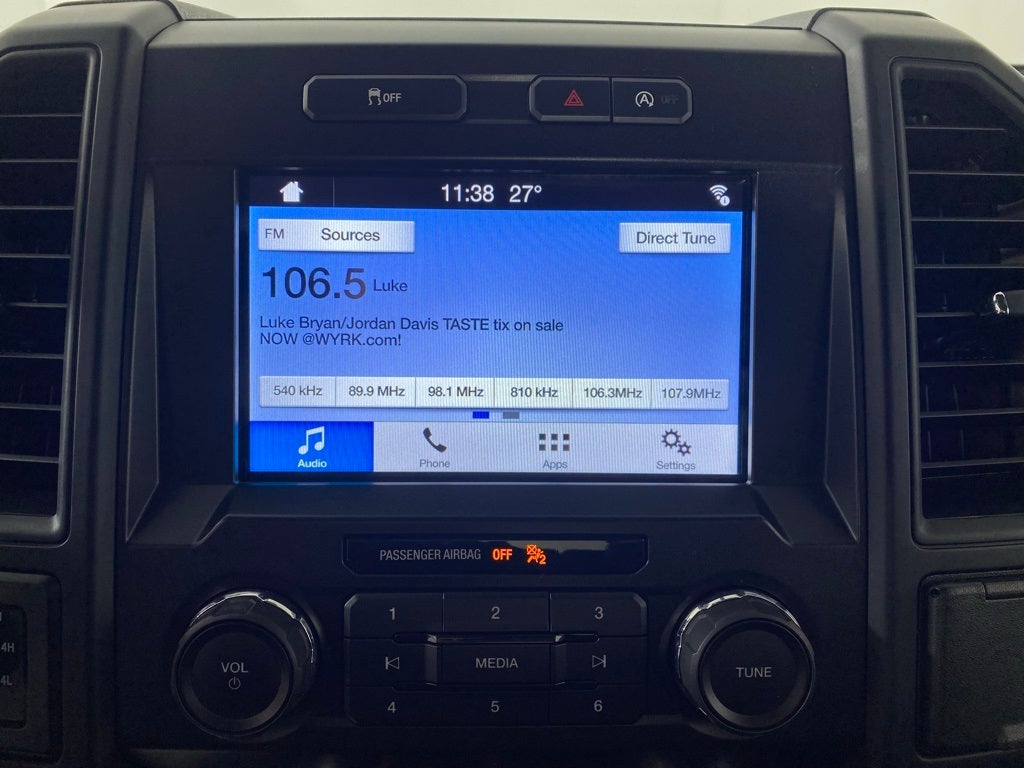 OFF
A OFF
11:38 27°
FM Sources
Direct Tune
106.5 Luke
Luke Bryan/Jordan Davis TASTE tix on sale
NOW @WYRK.com!
540 kHz 89.9 MHz 98.1 MHz 810 kHz 106.3MHz 107.9MHz
Audio Phone Apps Settings
PASSENGER AIRBAG OFF 2
1 2 3
4H
VOL
MEDIA
TUNE
4L
4 5 6